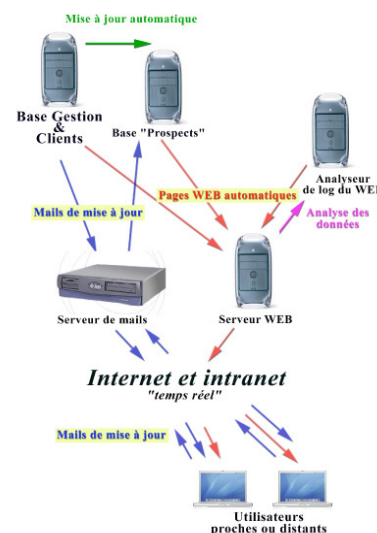 Mise à jour automatique
Base Gestion
&
Clients
Base "Prospects"
Analyseur
de log du WE
Pages WEB automatiques
Mails de mise à jour
Analyse des
données
Serveur de mails
Serveur WEB
Internet et intranet
"temps réel"
Mails de mise à jour
Utilisateurs
proches ou distants